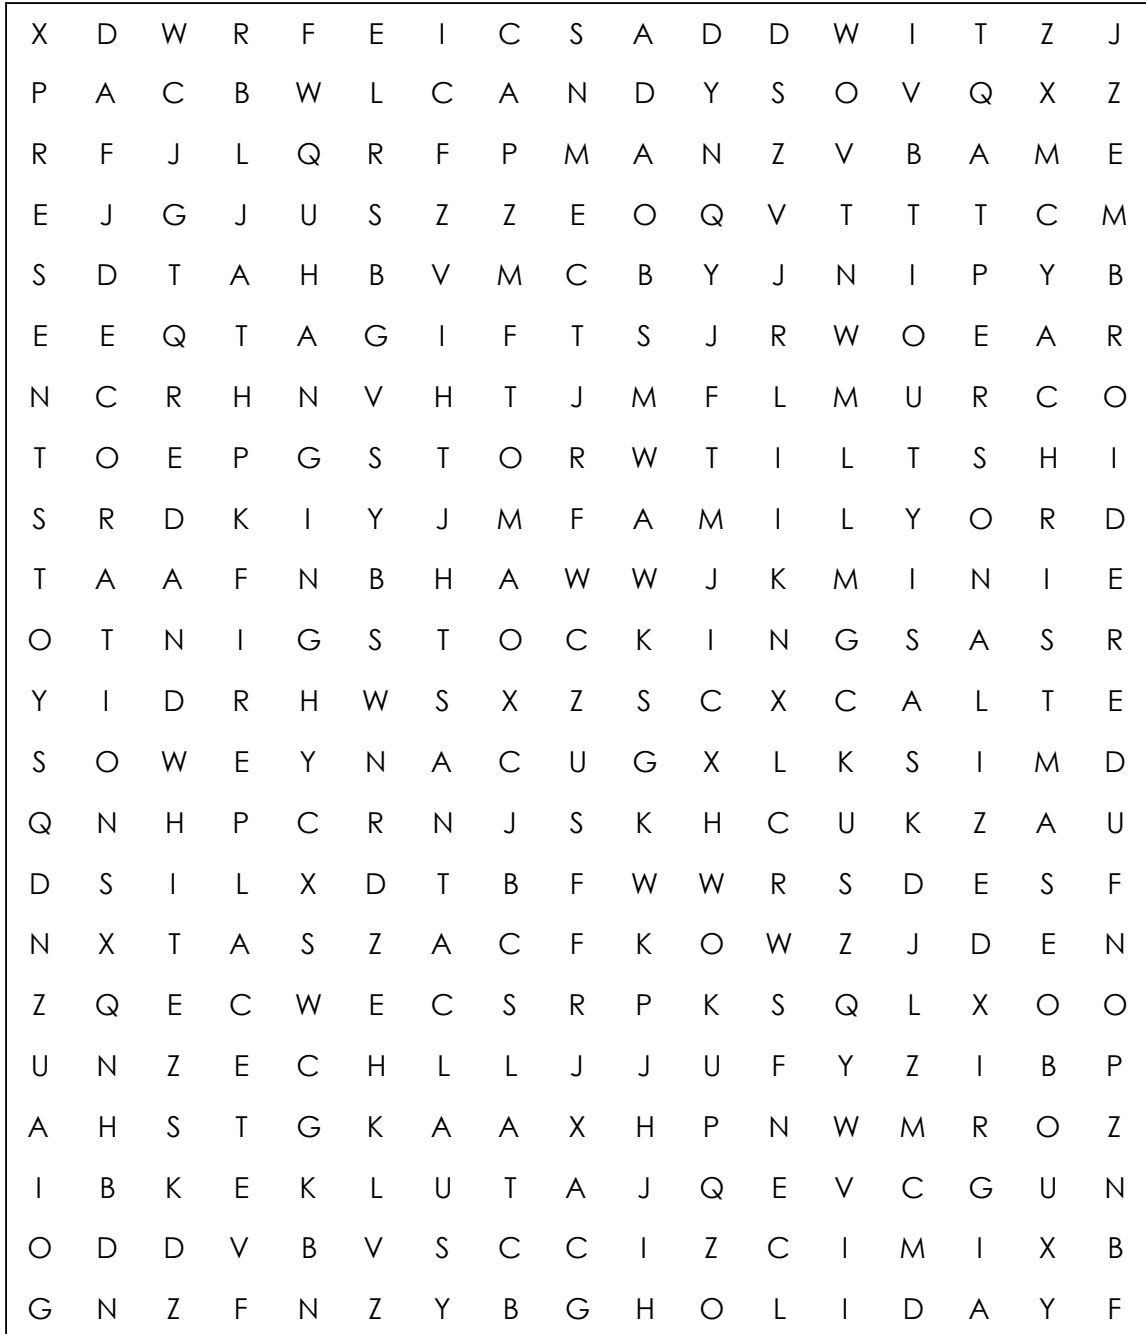 X D W R F E I C S A D D W I T Z J
P A C B W L C A N D Y S O V Q X Z
R F J L Q R F P M A N Z V B A M E
E J G J U S Z Z E O Q V T T T C M
S D T A H B V M C B Y J N I P Y B
E E Q T A G I F T S J R W O E A R
N C R H N V H T J M F L M U R C O
T O E P G S T O R W T I L T S H I
S R D K I Y J M F A M I L Y O R D
T A A F N B H A W W J K M I N I E
O T N I G S T O C K I N G S A S R
Y I D R H W S X Z S C X C A L T E
S O W E Y N A C U G X L K S I M D
Q N H P C R N J S K H C U K Z A U
D S I L X D T B F W W R S D E S F
N X T A S Z A C F K O W Z J D E N
Z Q E C W E C S R P K S Q L X O O
U N Z E C H L L J J U F Y Z I B P
A H S T G K A A X H P N W M R O Z
I B K E K L U T A J Q E V C G U N
O D D V B V S C C I Z C I M I X B
G N Z F N Z Y B G H O L I D A Y F